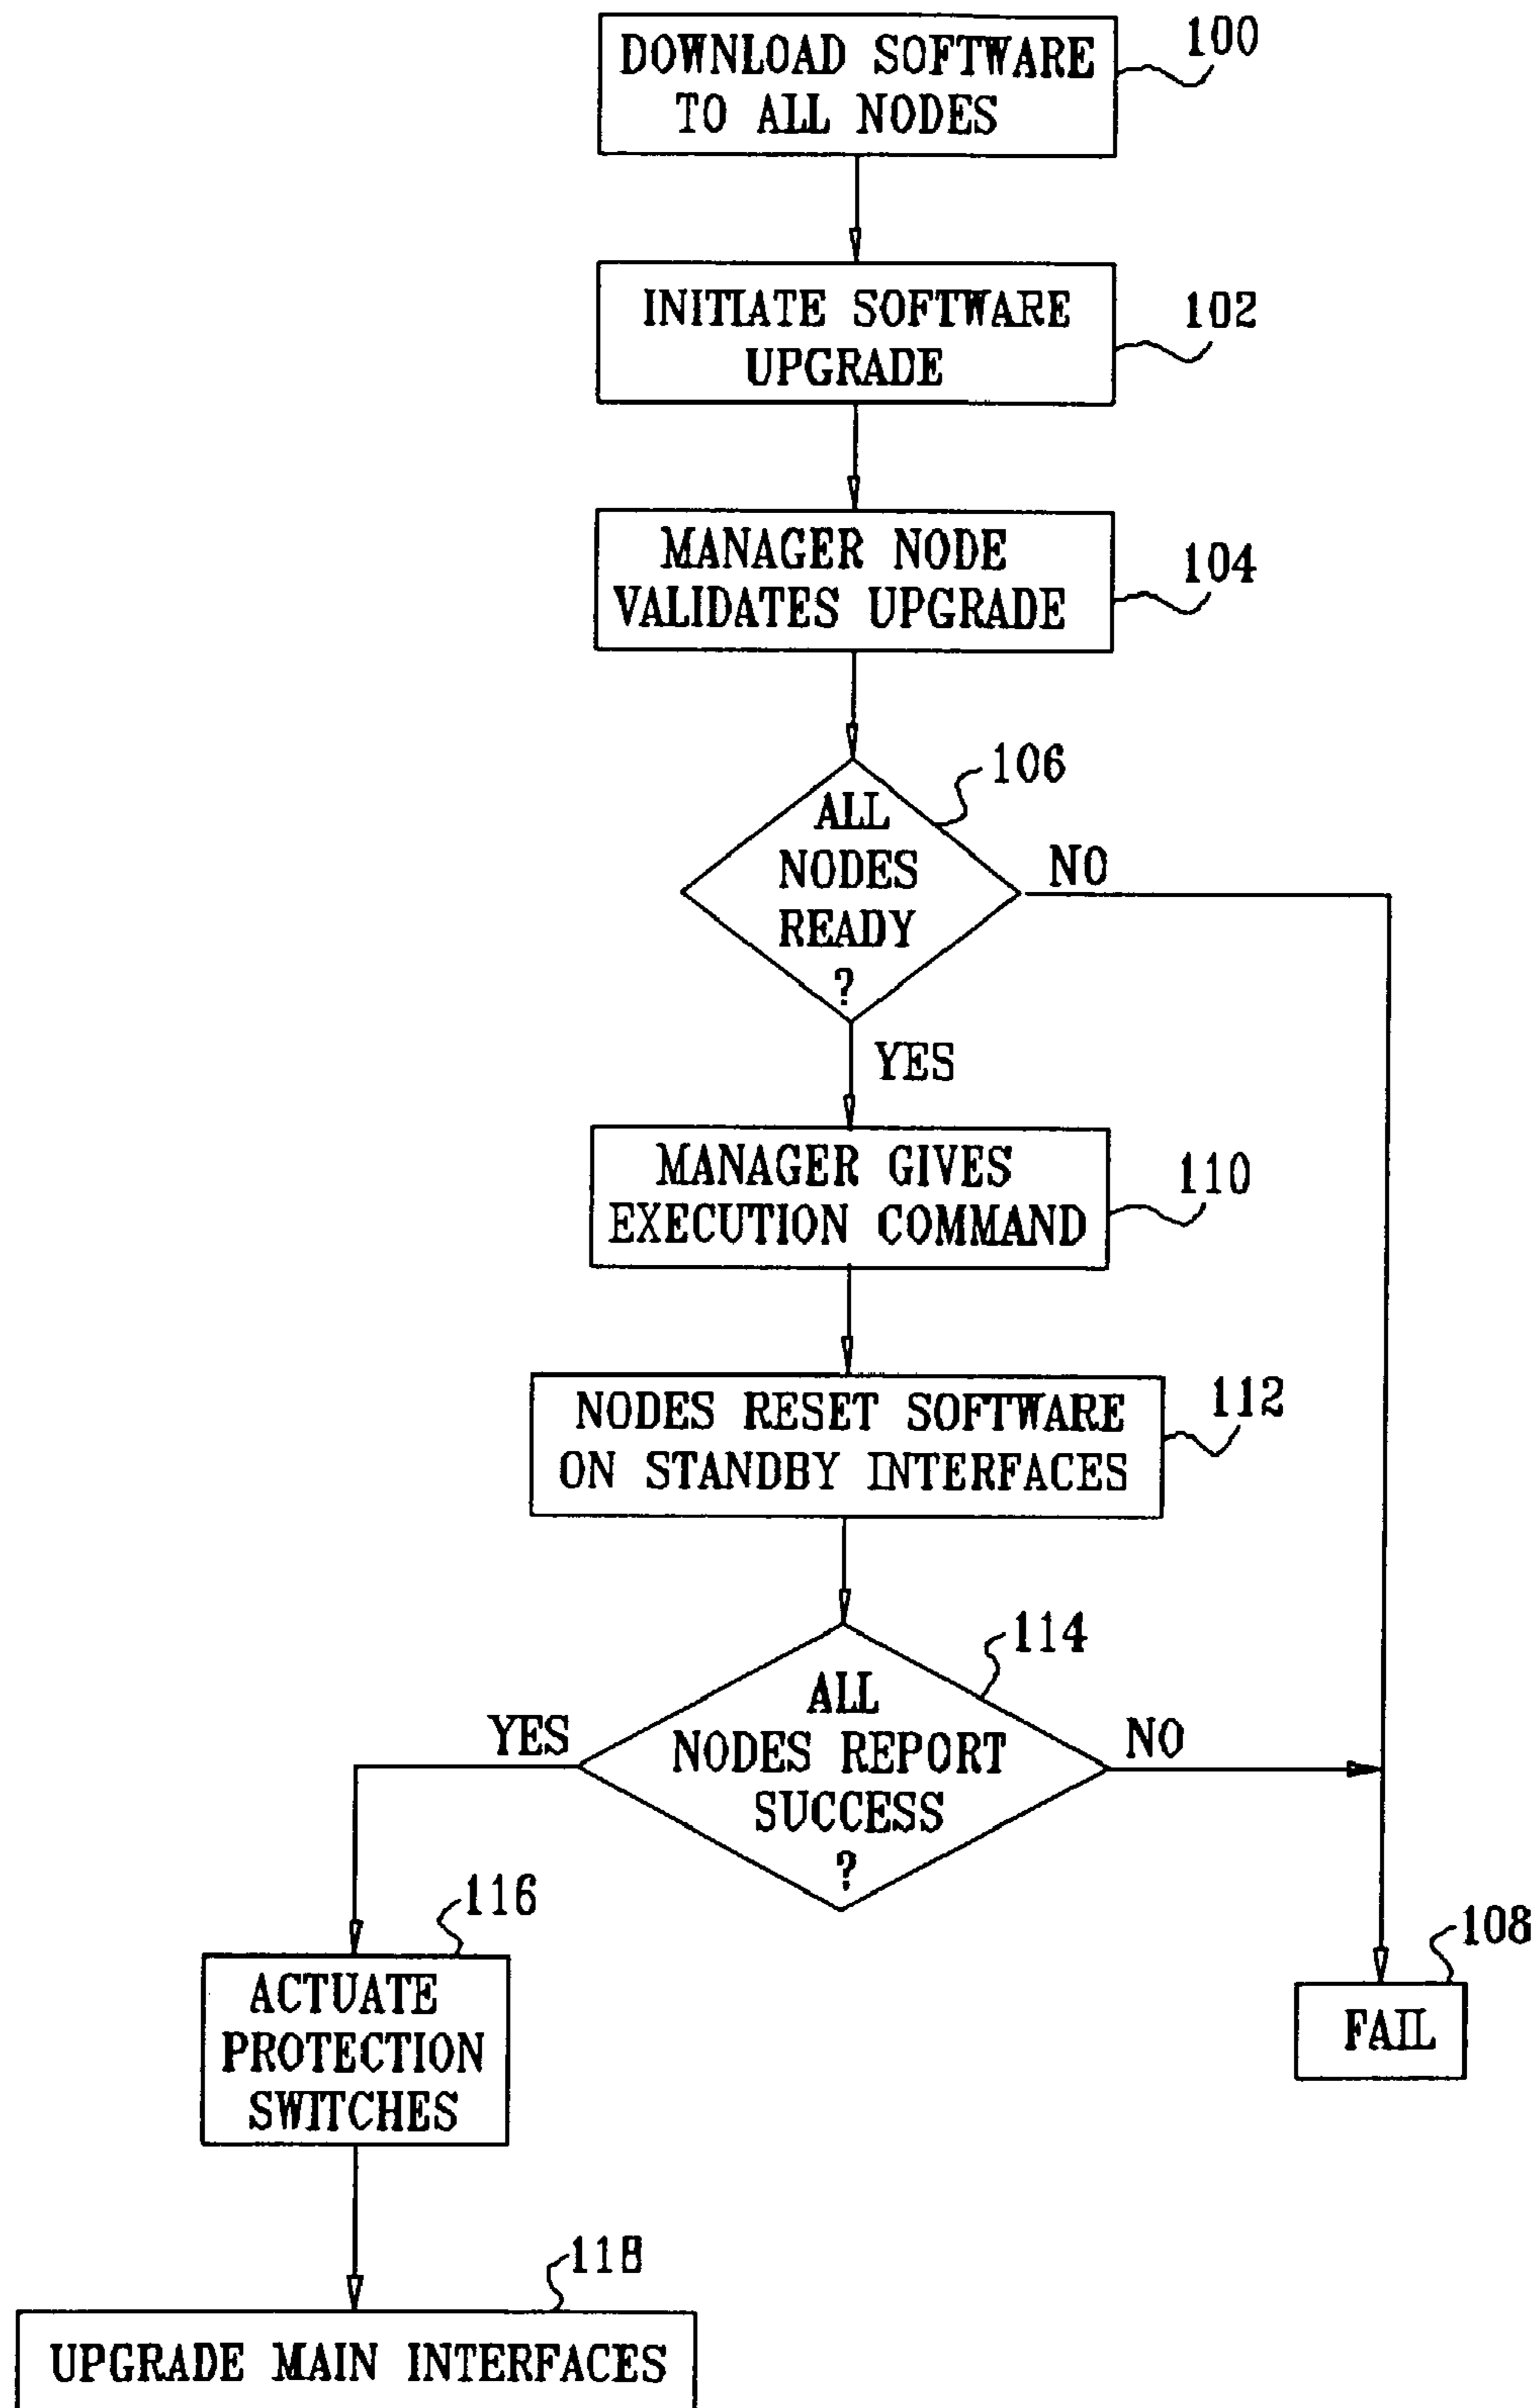 DOWNLOAD SOFTWARE
TO ALL NODES
100
INITIATE SOFTWARE
UPGRADE
102
MANAGER NODE
VALIDATES UPGRADE
104
106
ALL
NODES
READY
?
NO
YES
MANAGER GIVES
EXECUTION COMMAND
110
NODES RESET SOFTWARE
ON STANDBY INTERFACES
112
114
ALL
NODES REPORT
SUCCESS
?
YES
NO
116
ACTUATE
PROTECTION
SWITCHES
108
FAIL
118
UPGRADE MAIN INTERFACES